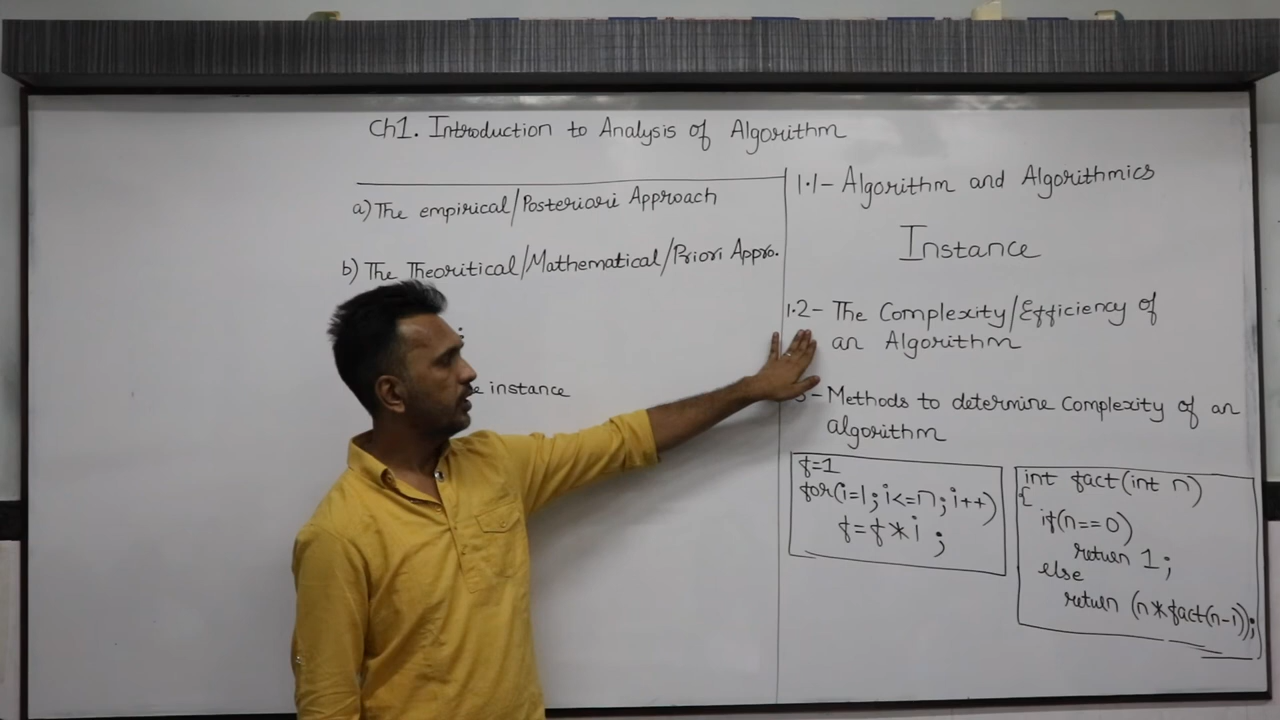 Ch1. Introduction to Analysis of Algorithm
a) The empirical/Posteriori Approach
b) The Theoritical/Mathematical/Priori Appro.
instance
1.1- Algorithm and Algorithmics
Instance
1.2- The Complexity/Efficiency of
an Algorithm
- Methods to determine Complexity of an
algorithm
f=1
for(i=1;i<=n;i++)
f=f*i;
int fact(int n)
{
if(n==0)
return 1;
else
return (n*fact(n-1));